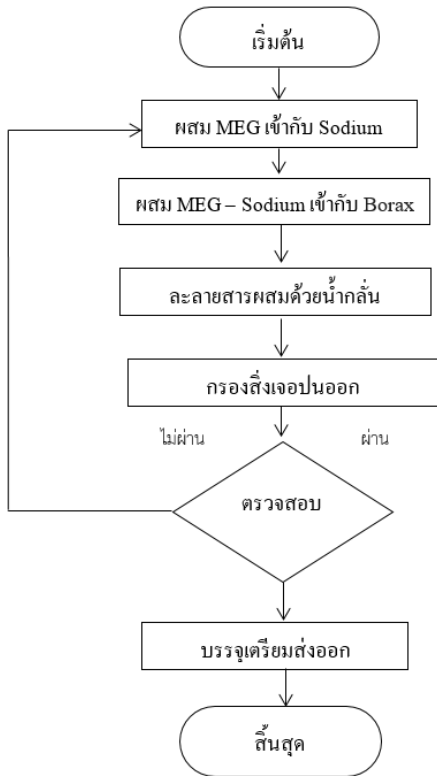 เริ่มต้น
ผสม MEG เข้ากับ Sodium
ผสม MEG – Sodium เข้ากับ Borax
ละลายสารผสมด้วยน้ำกลั่น
กรองสิ่งเจอปนออก
ไม่ผ่าน
ผ่าน
ตรวจสอบ
บรรจุเตรียมส่งออก
สิ้นสุด